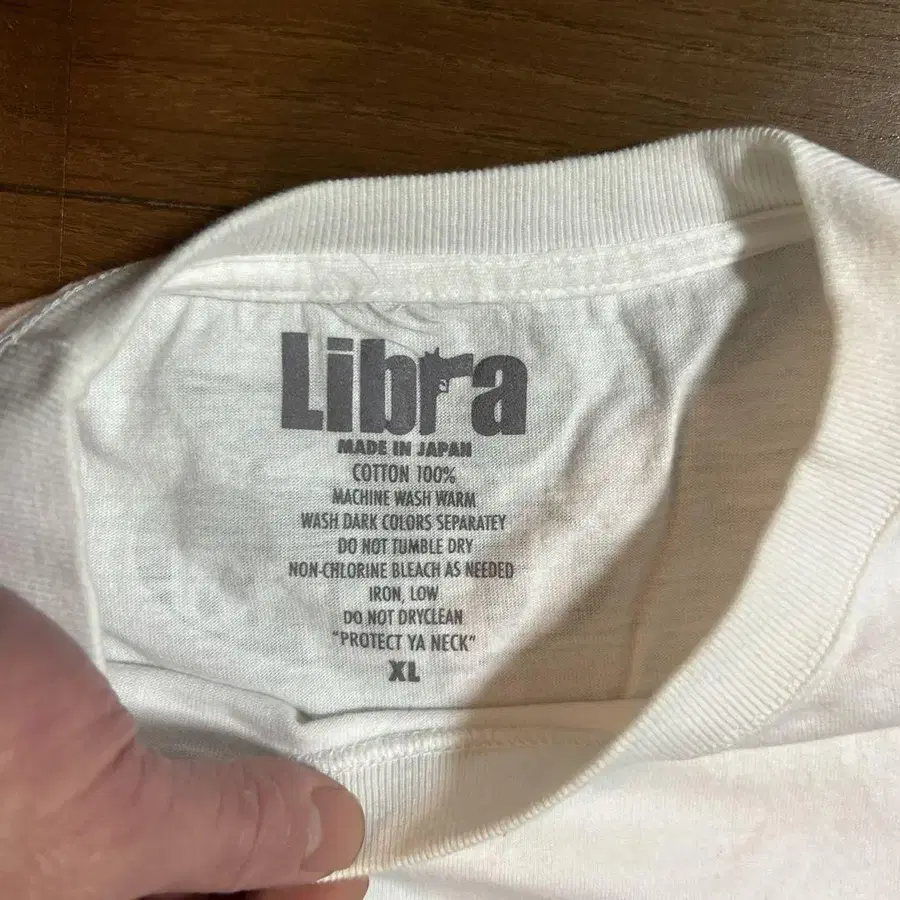 Libra
MADE IN JAPAN
COTTON 100%
MACHINE WASH WARM
WASH DARK COLORS SEPARATEY
DO NOT TUMBLE DRY
NON-CHLORINE BLEACH AS NEEDED
IRON, LOW
DO NOT DRYCLEAN
"PROTECT YA NECK"
XL